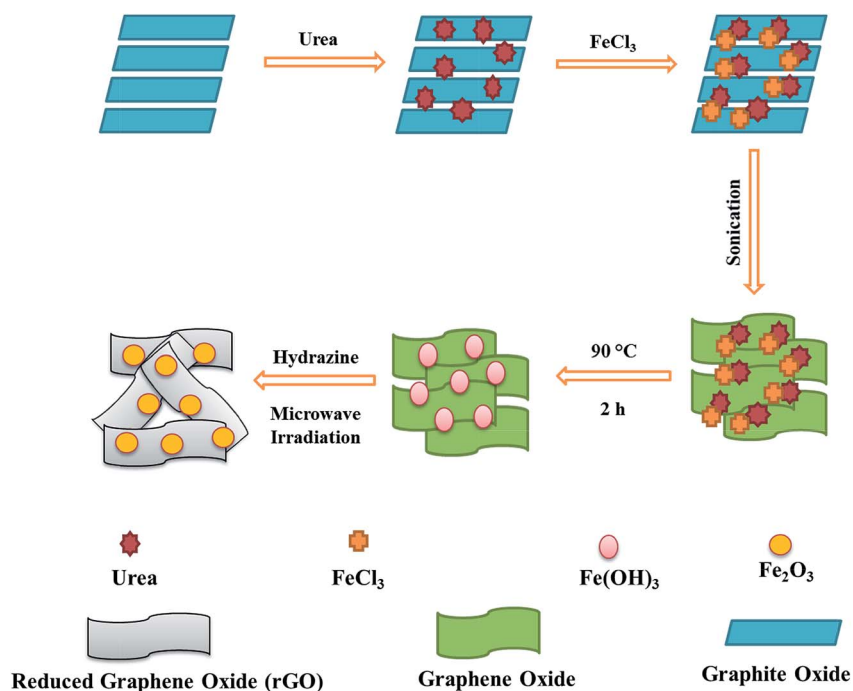 Urea
FeCl₃
Sonication
90 °C
2 h
Hydrazine
Microwave
Irradiation
Urea
FeCl₃
Fe(OH)₃
Fe₂O₃
Reduced Graphene Oxide (rGO)
Graphene Oxide
Graphite Oxide